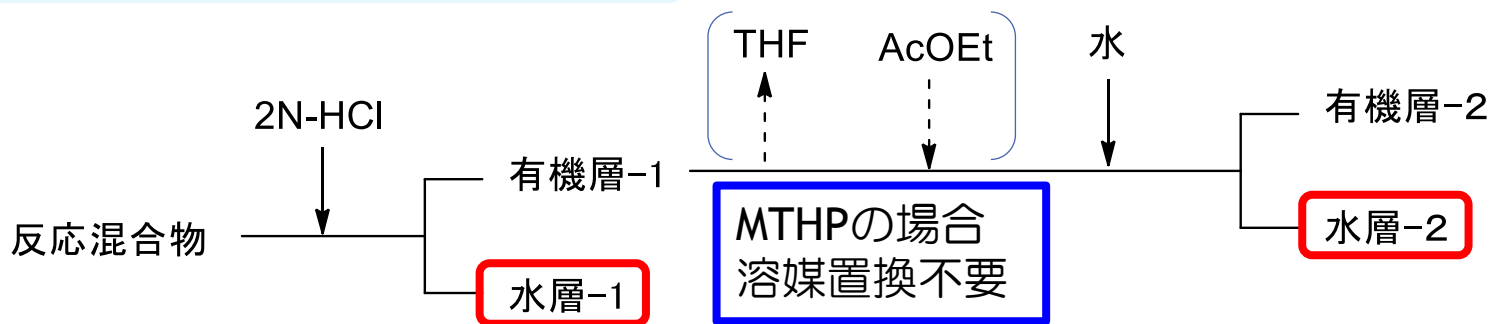 THF
AcOEt
水
2N-HCl
有機層-2
有機層-1
反応混合物
水層-2
MTHPの場合
溶媒置換不要
水層-1